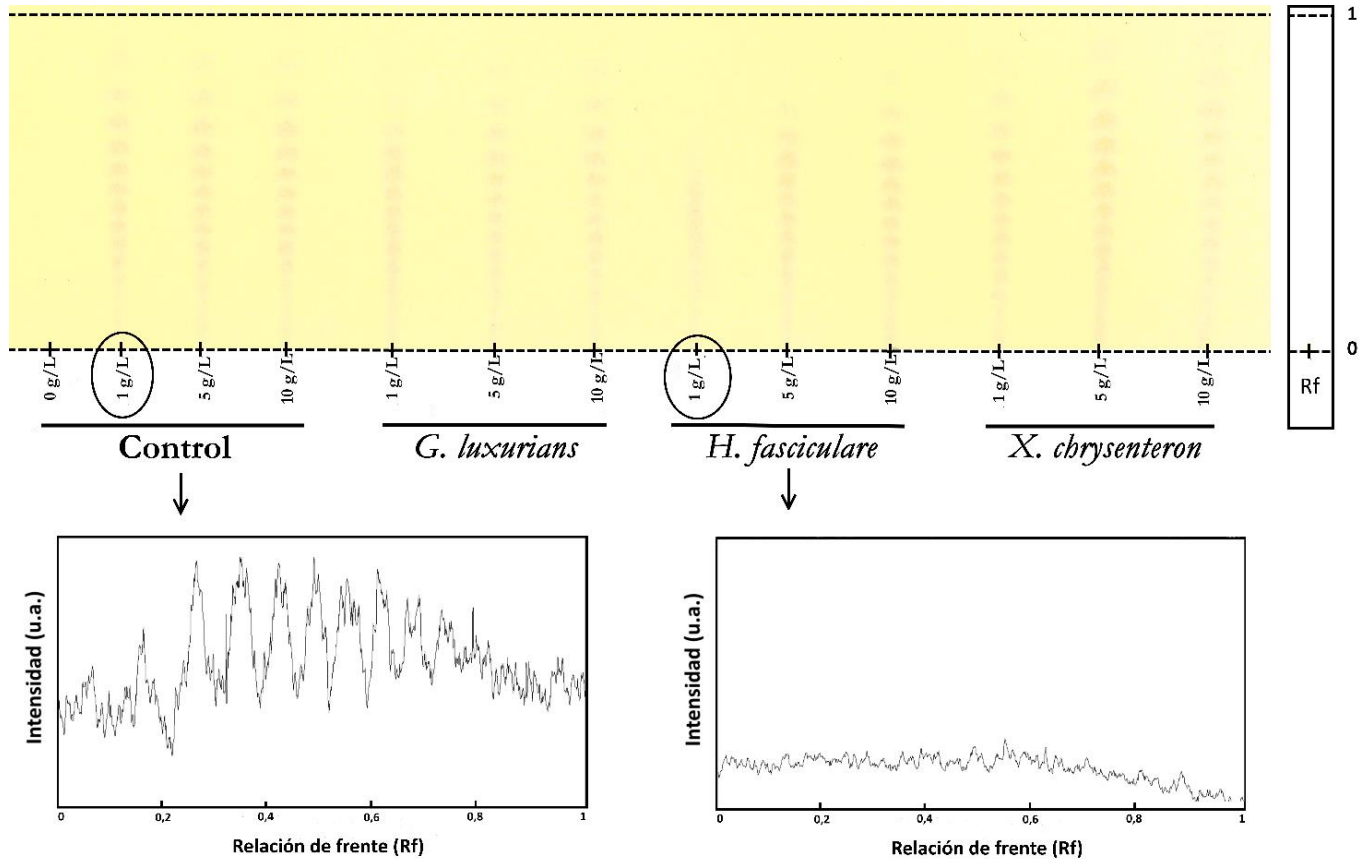 1
0
Rf
0 g/L
1 g/L
5 g/L
10 g/L
1 g/L
5 g/L
10 g/L
1 g/L
5 g/L
10 g/L
1 g/L
5 g/L
10 g/L
Control
G. luxurians
H. fasciculare
X. chrysenteron
Intensidad (u.a.)
0 0,2 0,4 0,6 0,8 1
Relación de frente (Rf)
Intensidad (u.a.)
0 0,2 0,4 0,6 0,8 1
Relación de frente (Rf)